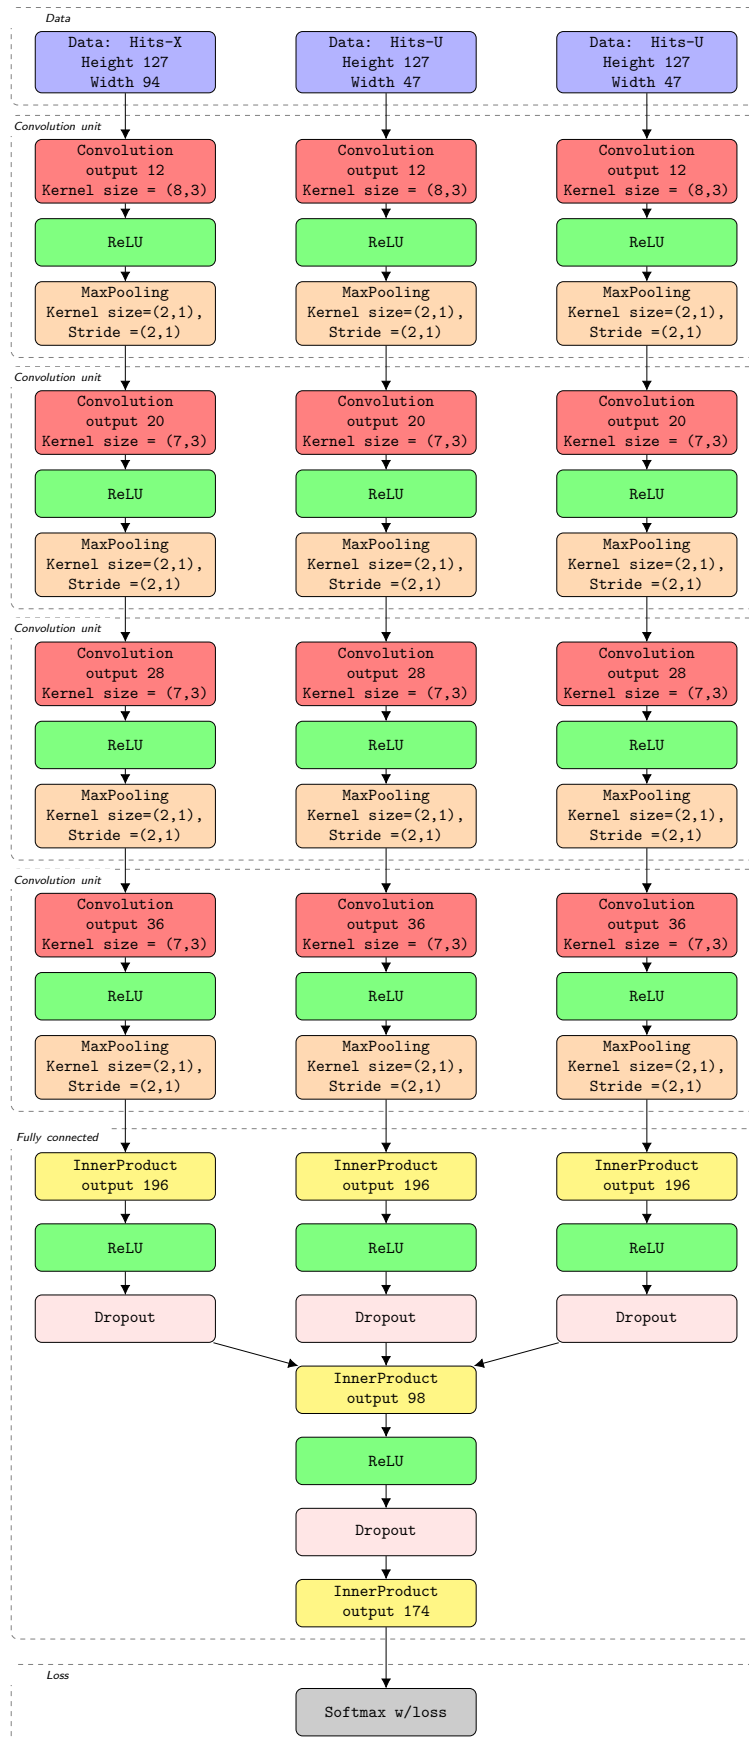 Data
Data: Hits-X
Height 127
Width 94
Data: Hits-U
Height 127
Width 47
Data: Hits-U
Height 127
Width 47
Convolution unit
Convolution
output 12
Kernel size = (8,3)
Convolution
output 12
Kernel size = (8,3)
Convolution
output 12
Kernel size = (8,3)
ReLU
ReLU
ReLU
MaxPooling
Kernel size=(2,1),
Stride =(2,1)
MaxPooling
Kernel size=(2,1),
Stride =(2,1)
MaxPooling
Kernel size=(2,1),
Stride =(2,1)
Convolution unit
Convolution
output 20
Kernel size = (7,3)
Convolution
output 20
Kernel size = (7,3)
Convolution
output 20
Kernel size = (7,3)
ReLU
ReLU
ReLU
MaxPooling
Kernel size=(2,1),
Stride =(2,1)
MaxPooling
Kernel size=(2,1),
Stride =(2,1)
MaxPooling
Kernel size=(2,1),
Stride =(2,1)
Convolution unit
Convolution
output 28
Kernel size = (7,3)
Convolution
output 28
Kernel size = (7,3)
Convolution
output 28
Kernel size = (7,3)
ReLU
ReLU
ReLU
MaxPooling
Kernel size=(2,1),
Stride =(2,1)
MaxPooling
Kernel size=(2,1),
Stride =(2,1)
MaxPooling
Kernel size=(2,1),
Stride =(2,1)
Convolution unit
Convolution
output 36
Kernel size = (7,3)
Convolution
output 36
Kernel size = (7,3)
Convolution
output 36
Kernel size = (7,3)
ReLU
ReLU
ReLU
MaxPooling
Kernel size=(2,1),
Stride =(2,1)
MaxPooling
Kernel size=(2,1),
Stride =(2,1)
MaxPooling
Kernel size=(2,1),
Stride =(2,1)
Fully connected
InnerProduct
output 196
InnerProduct
output 196
InnerProduct
output 196
ReLU
ReLU
ReLU
Dropout
Dropout
Dropout
InnerProduct
output 98
ReLU
Dropout
InnerProduct
output 174
Loss
Softmax w/loss